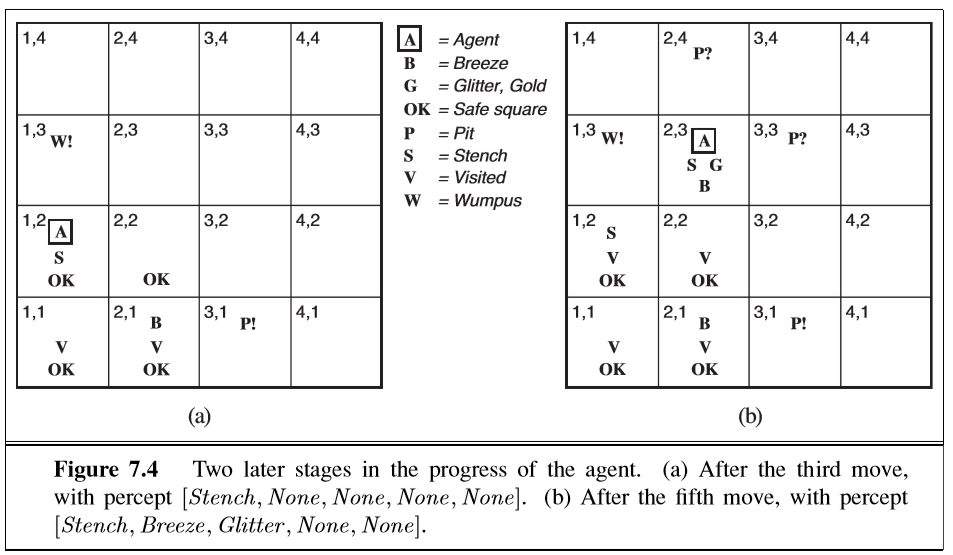 1,4 2,4 3,4 4,4
1,3 W! 2,3 3,3 4,3
1,2 A 2,2 3,2 4,2
S
OK OK
1,1 2,1 B 3,1 P! 4,1
V V
OK OK
(a)
A = Agent
B = Breeze
G = Glitter, Gold
OK = Safe square
P = Pit
S = Stench
V = Visited
W = Wumpus
1,4 2,4 P? 3,4 4,4
1,3 W! 2,3 A 3,3 P? 4,3
S G
B
1,2 S 2,2 3,2 4,2
V V
OK OK
1,1 2,1 B 3,1 P! 4,1
V V
OK OK
(b)
Figure 7.4 Two later stages in the progress of the agent. (a) After the third move,
with percept [Stench, None, None, None, None]. (b) After the fifth move, with percept
[Stench, Breeze, Glitter, None, None].